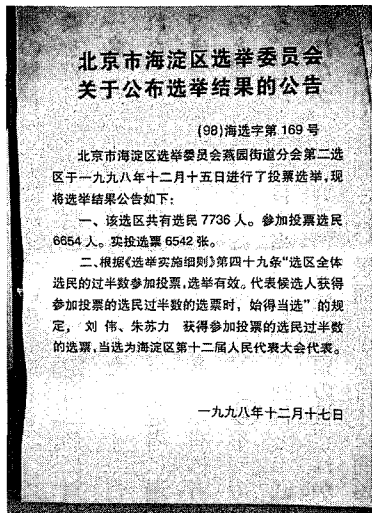 北京市海淀区选举委员会
关于公布选举结果的公告
(98)海选字第169号
北京市海淀区选举委员会燕园街道分会第二选
区于一九九八年十二月十五日进行了投票选举,现
将选举结果公告如下:
一、该选区共有选民7736人。参加投票选民
6654人。实投选票6542张。
二、根据《选举实施细则》第四十九条“选区全体
选民的过半数参加投票,选举有效。代表候选人获得
参加投票的选民过半数的选票时,始得当选”的规
定, 刘 伟、朱苏力 获得参加投票的选民过半数
的选票,当选为海淀区第十二届人民代表大会代表。
一九九八年十二月十七日